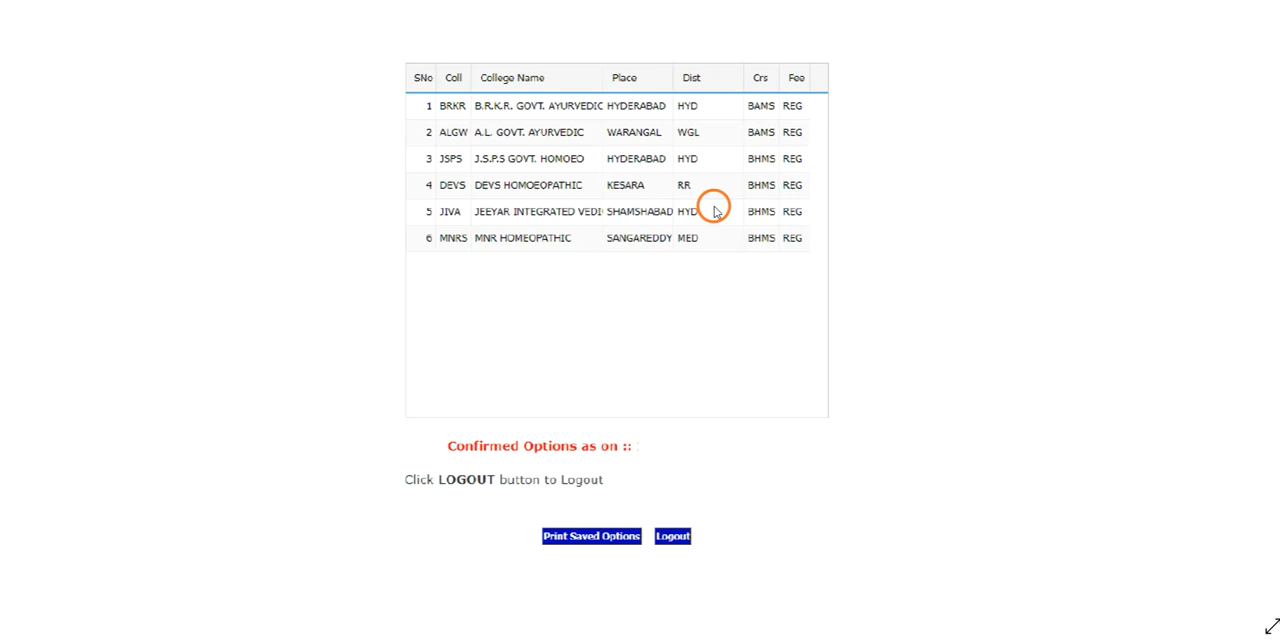 SNo Coll College Name Place Dist Crs Fee
1 BRKR B.R.K.R. GOVT. AYURVEDIC HYDERABAD HYD BAMS REG
2 ALGW A.L. GOVT. AYURVEDIC WARANGAL WGL BAMS REG
3 JSPS J.S.P.S GOVT. HOMOEO HYDERABAD HYD BHMS REG
4 DEVS DEVS HOMOEOPATHIC KESARA RR BHMS REG
5 JIVA JEEYAR INTEGRATED VEDI SHAMSHABAD HYD BHMS REG
6 MNRS MNR HOMEOPATHIC SANGAREDDY MED BHMS REG
Confirmed Options as on ::
Click LOGOUT button to Logout
Print Saved Options Logout